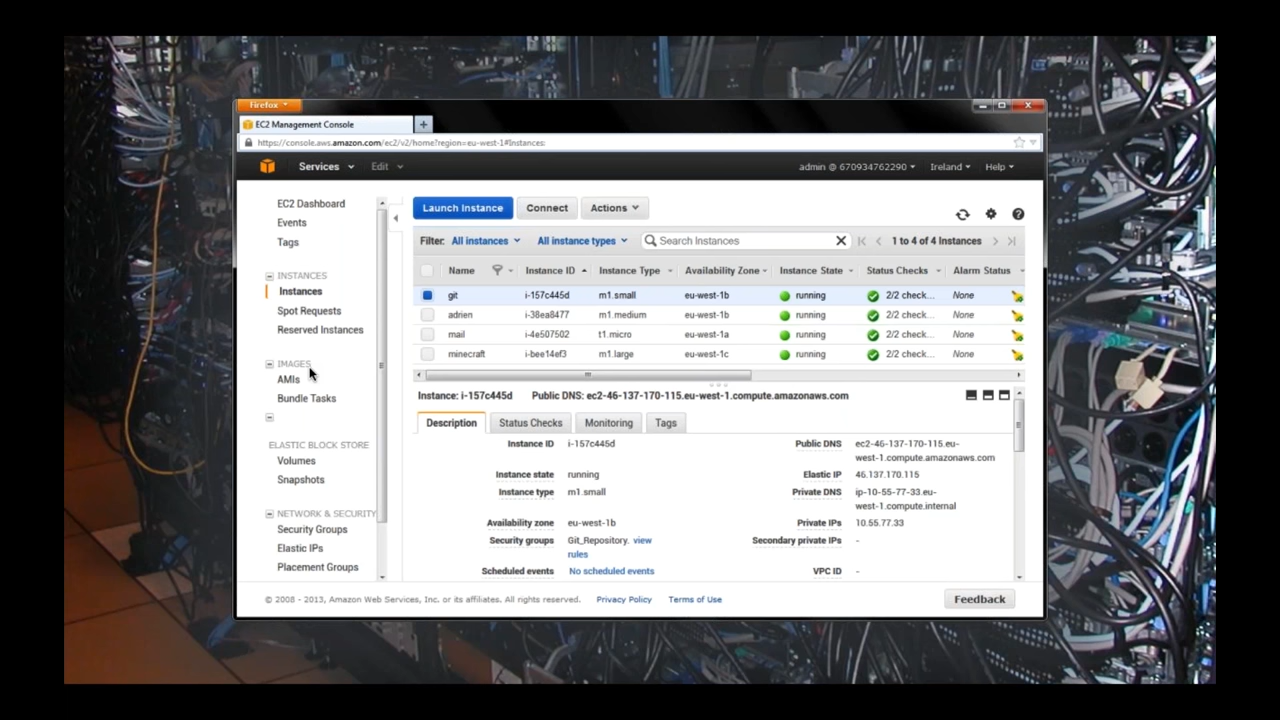 Firefox
EC2 Management Console
https://console.aws.amazon.com/ec2/v2/home?region=eu-west-1#Instances:
Services Edit admin @ 670934762290 Ireland Help
EC2 Dashboard
Events
Tags
INSTANCES
Instances
Spot Requests
Reserved Instances
IMAGES
AMIs
Bundle Tasks
ELASTIC BLOCK STORE
Volumes
Snapshots
NETWORK & SECURITY
Security Groups
Elastic IPs
Placement Groups
Launch Instance Connect Actions
Filter: All instances All instance types Search Instances 1 to 4 of 4 Instances
Name Instance ID Instance Type Availability Zone Instance State Status Checks Alarm Status
git i-157c445d m1.small eu-west-1b running 2/2 check... None
adrien i-38ea8477 m1.medium eu-west-1b running 2/2 check... None
mail i-4e507502 t1.micro eu-west-1a running 2/2 check... None
minecraft i-bee14ef3 m1.large eu-west-1c running 2/2 check... None
Instance: i-157c445d Public DNS: ec2-46-137-170-115.eu-west-1.compute.amazonaws.com
Description Status Checks Monitoring Tags
Instance ID i-157c445d
Instance state running
Instance type m1.small
Availability zone eu-west-1b
Security groups Git_Repository. view
rules
Scheduled events No scheduled events
Public DNS ec2-46-137-170-115.eu-
west-1.compute.amazonaws.com
Elastic IP 46.137.170.115
Private DNS ip-10-55-77-33.eu-
west-1.compute.internal
Private IPs 10.55.77.33
Secondary private IPs -
VPC ID -
© 2008 - 2013, Amazon Web Services, Inc. or its affiliates. All rights reserved. Privacy Policy Terms of Use Feedback